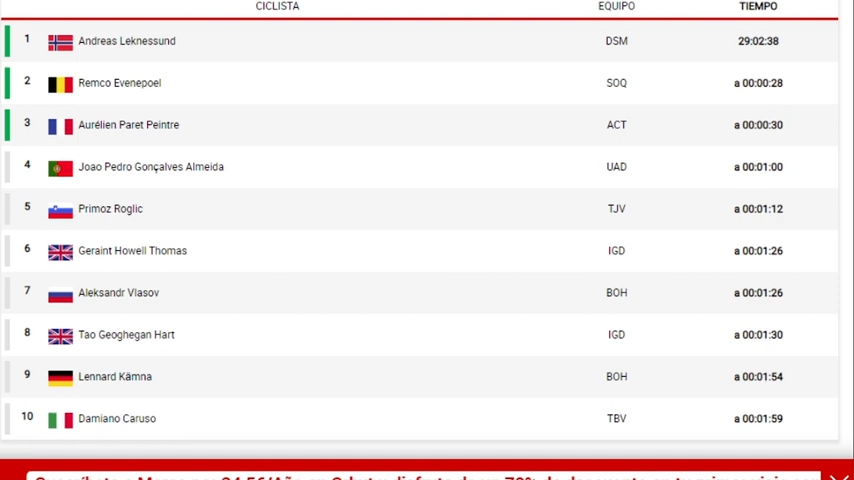 CICLISTA EQUIPO TIEMPO
1 Andreas Leknessund DSM 29:02:38
2 Remco Evenepoel SOQ a 00:00:28
3 Aurélien Paret Peintre ACT a 00:00:30
4 Joao Pedro Gonçalves Almeida UAD a 00:01:00
5 Primoz Roglic TJV a 00:01:12
6 Geraint Howell Thomas IGD a 00:01:26
7 Aleksandr Vlasov BOH a 00:01:26
8 Tao Geoghegan Hart IGD a 00:01:30
9 Lennard Kämna BOH a 00:01:54
10 Damiano Caruso TBV a 00:01:59